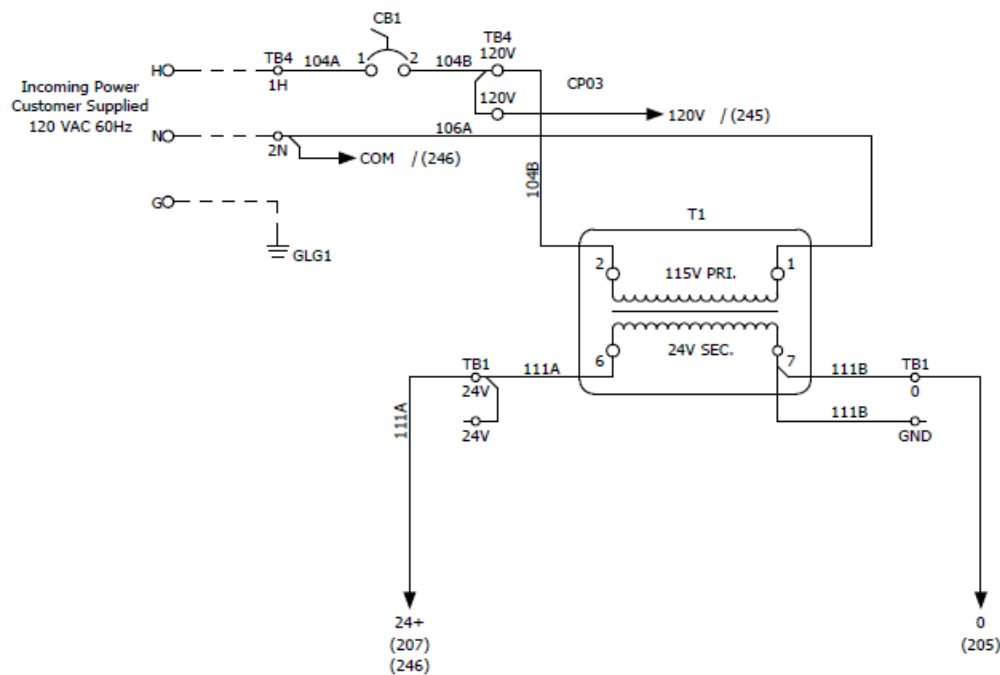 CB1
TB4
104A
1
2
104B
TB4
120V
H
1H
CP03
Incoming Power
Customer Supplied
120 VAC 60Hz
120V
120V / (245)
N
106A
2N
COM / (246)
104B
G
GLG1
T1
2
115V PRI.
1
6
24V SEC.
7
TB1
111A
111B
TB1
24V
0
111A
24V
111B
GND
24+
(207)
(246)
0
(205)